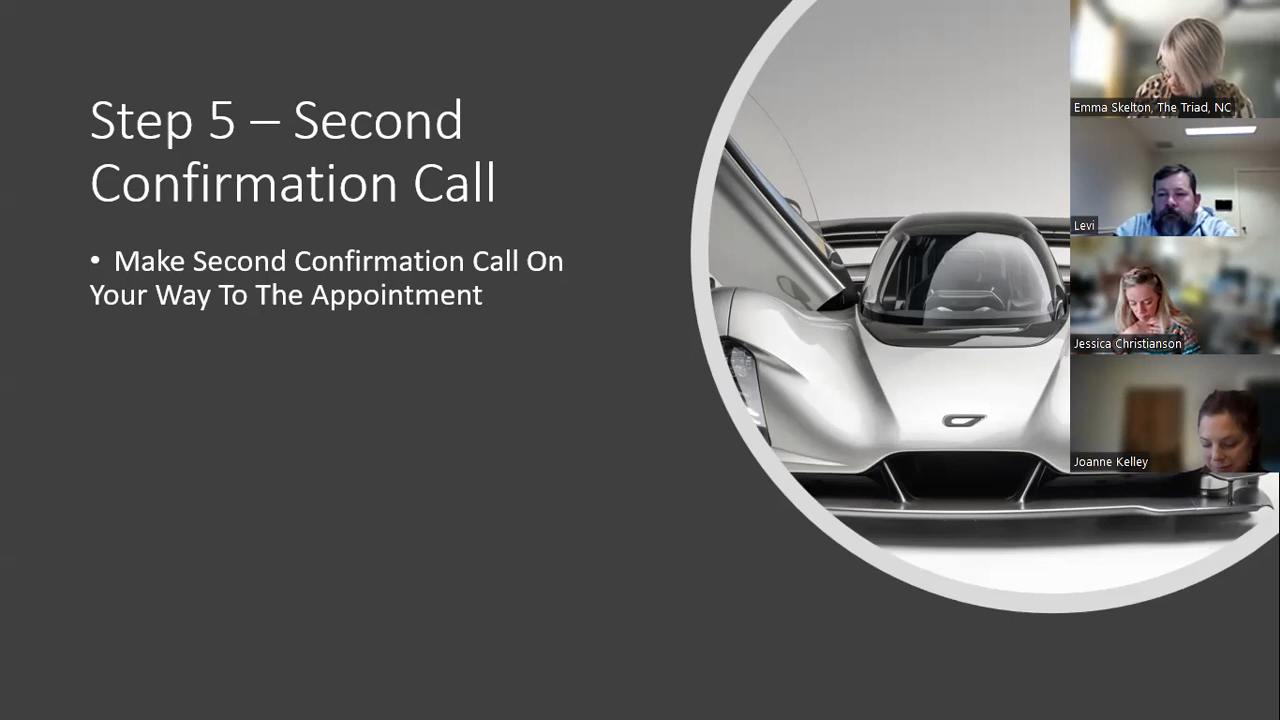 Step 5 – Second
Confirmation Call
• Make Second Confirmation Call On
Your Way To The Appointment
Emma Skelton, The Triad, NC
Levi
Jessica Christianson
Joanne Kelley